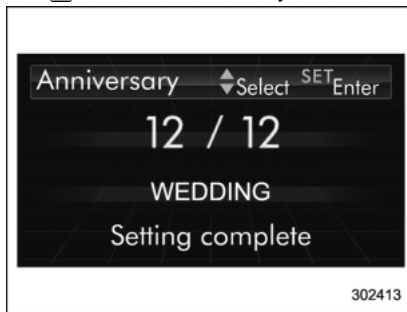 Anniversary Select SET Enter
12 / 12
WEDDING
Setting complete
302413